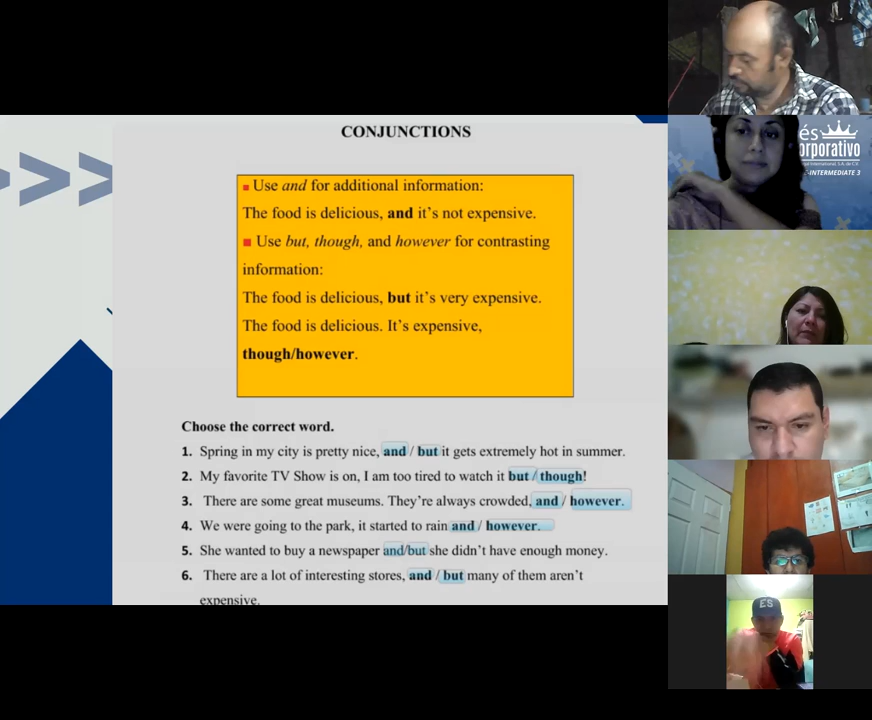 CONJUNCTIONS
▪ Use and for additional information:
The food is delicious, and it's not expensive.
■ Use but, though, and however for contrasting
information:
The food is delicious, but it's very expensive.
The food is delicious. It's expensive,
though/however.
Choose the correct word.
1. Spring in my city is pretty nice, and / but it gets extremely hot in summer.
2. My favorite TV Show is on, I am too tired to watch it but / though!
3. There are some great museums. They're always crowded, and / however.
4. We were going to the park, it started to rain and / however.
5. She wanted to buy a newspaper and/but she didn't have enough money.
6. There are a lot of interesting stores, and / but many of them aren't
expensive.
és
orporativo
-INTERMEDIATE 3
ES